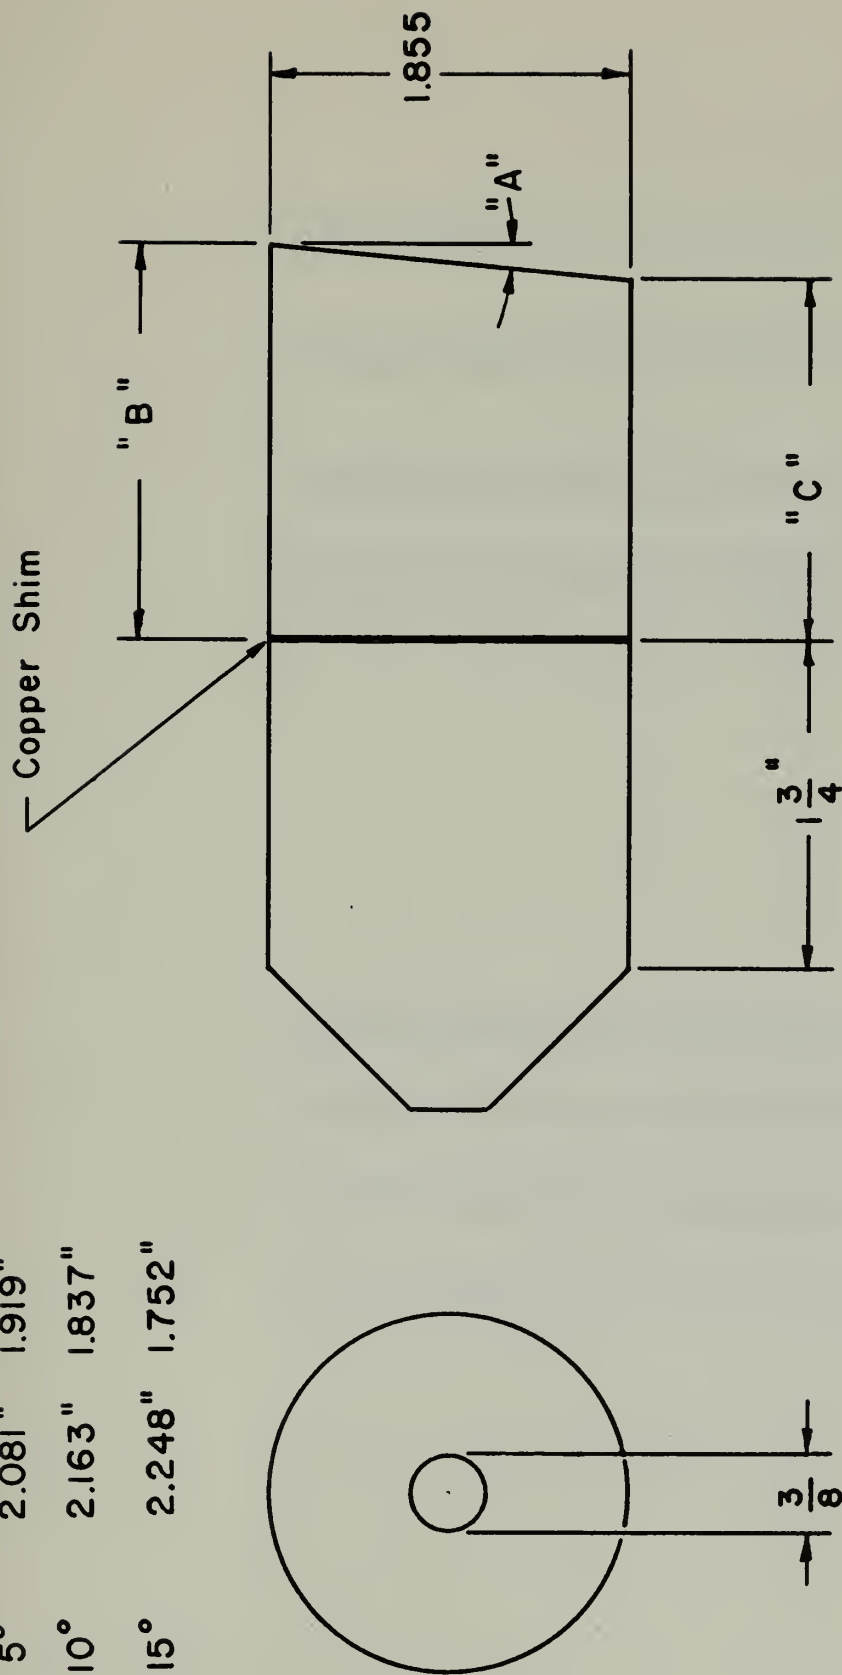 5° 2.081" 1.919"
10° 2.163" 1.837"
15° 2.248" 1.752"
Copper Shim
"B"
"A"
1.855
"C"
1 3/4"
3/8